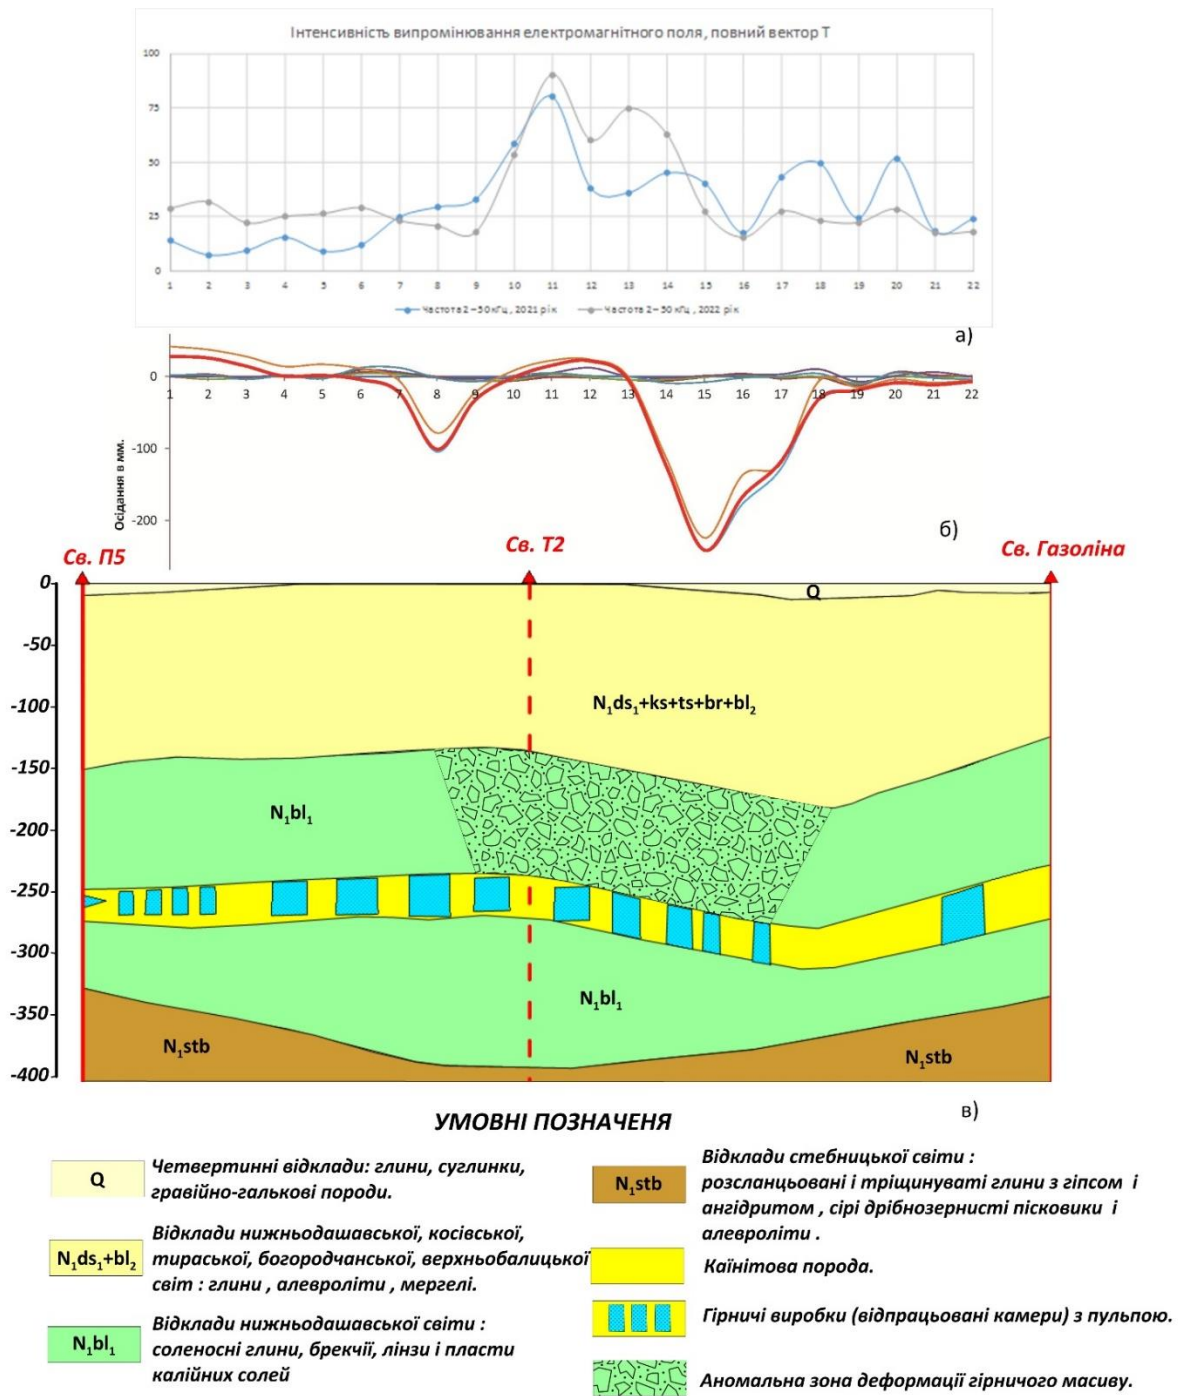 Інтенсивність випромінювання електромагнітного поля, повний вектор Т
100
75
50
25
0
1 2 3 4 5 6 7 8 9 10 11 12 13 14 15 16 17 18 19 20 21 22
Частота 2 – 50 кГц, 2021 рік
Частота 2 – 50 кГц, 2022 рік
а)
Осідання в мм.
0
-100
-200
1 2 3 4 5 6 7 8 9 10 11 12 13 14 15 16 17 18 19 20 21 22
б)
Св. П5
Св. Т2
Св. Газоліна
0
-50
-100
-150
-200
-250
-300
-350
-400
Q
N₁ds₁+ks+ts+br+bl₂
N₁bl₁
N₁bl₁
N₁stb
N₁stb
в)
УМОВНІ ПОЗНАЧЕНЯ
Q
Четвертинні відклади: глини, суглинки,
гравійно-галькові породи.
N₁ds₁+bl₂
Відклади нижньодашавської, косівської,
тираської, богородчанської, верхньобалицької
світ : глини , алевроліти , мергелі.
N₁bl₁
Відклади нижньодашавської світи :
соленосні глини, брекчії, лінзи і пласти
калійних солей
N₁stb
Відклади стебницької світи :
розсланцьовані і тріщинуваті глини з гіпсом і
ангідритом , сірі дрібнозернисті пісковики і
алевроліти .
Каїнітова порода.
Гірничі виробки (відпрацьовані камери) з пульпою.
Аномальна зона деформації гірничого масиву.